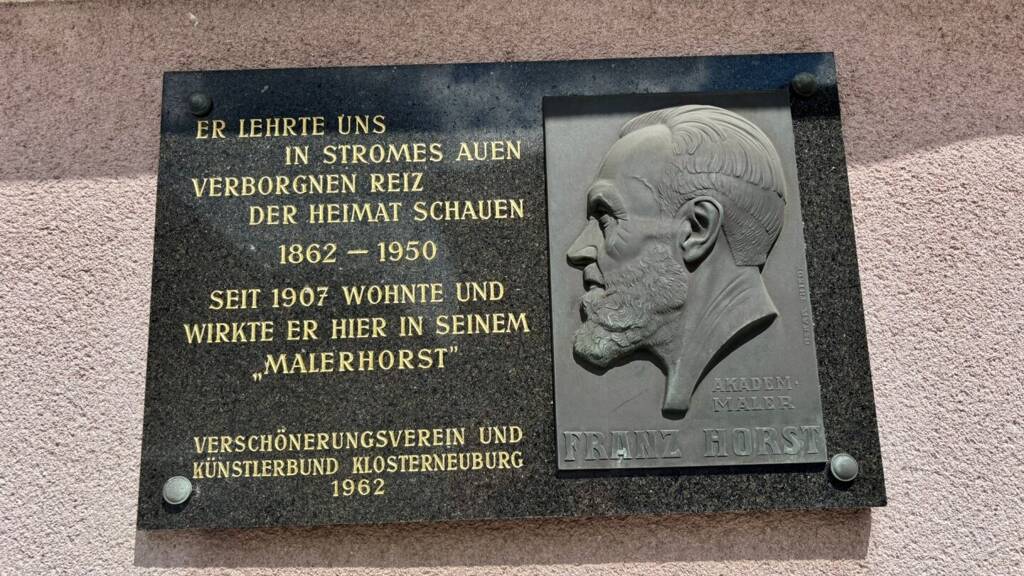 ER LEHRTE UNS
IN STROMES AUEN
VERBORGNEN REIZ
DER HEIMAT SCHAUEN
1862 – 1950
SEIT 1907 WOHNTE UND
WIRKTE ER HIER IN SEINEM
„MALERHORST”
VERSCHÖNERUNGSVEREIN UND
KÜNSTLERBUND KLOSTERNEUBURG
1962
AKADEM.
MALER
FRANZ HORST